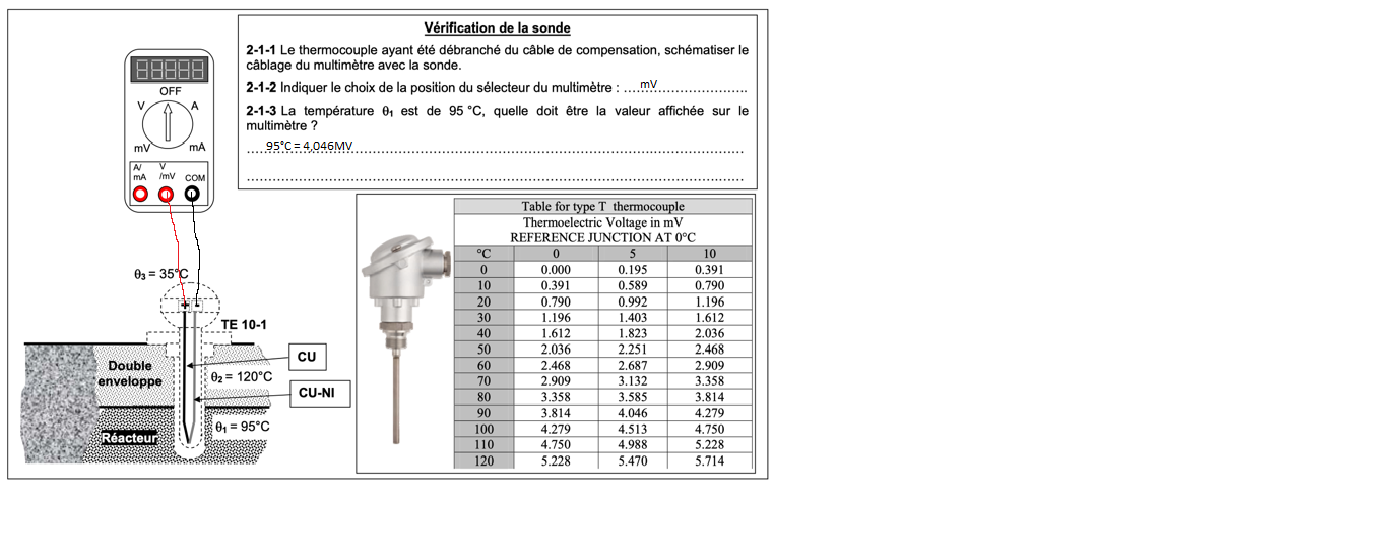 Vérification de la sonde
2-1-1 Le thermocouple ayant été débranché du câble de compensation, schématiser le
câblage du multimètre avec la sonde.
2-1-2 Indiquer le choix de la position du sélecteur du multimètre : ....mV............................
2-1-3 La température θ₁ est de 95 °C, quelle doit être la valeur affichée sur le
multimètre ?
95°C = 4,046MV
OFF
V A
mV mA
A/ mA
V /mV
COM
θ₃ = 35°C
+ -
TE 10-1
CU
Double
enveloppe
θ₂ = 120°C
CU-NI
Réacteur
θ₁ = 95°C
Table for type T thermocouple
Thermoelectric Voltage in mV
REFERENCE JUNCTION AT 0°C
°C 0 5 10
0 0.000 0.195 0.391
10 0.391 0.589 0.790
20 0.790 0.992 1.196
30 1.196 1.403 1.612
40 1.612 1.823 2.036
50 2.036 2.251 2.468
60 2.468 2.687 2.909
70 2.909 3.132 3.358
80 3.358 3.585 3.814
90 3.814 4.046 4.279
100 4.279 4.513 4.750
110 4.750 4.988 5.228
120 5.228 5.470 5.714